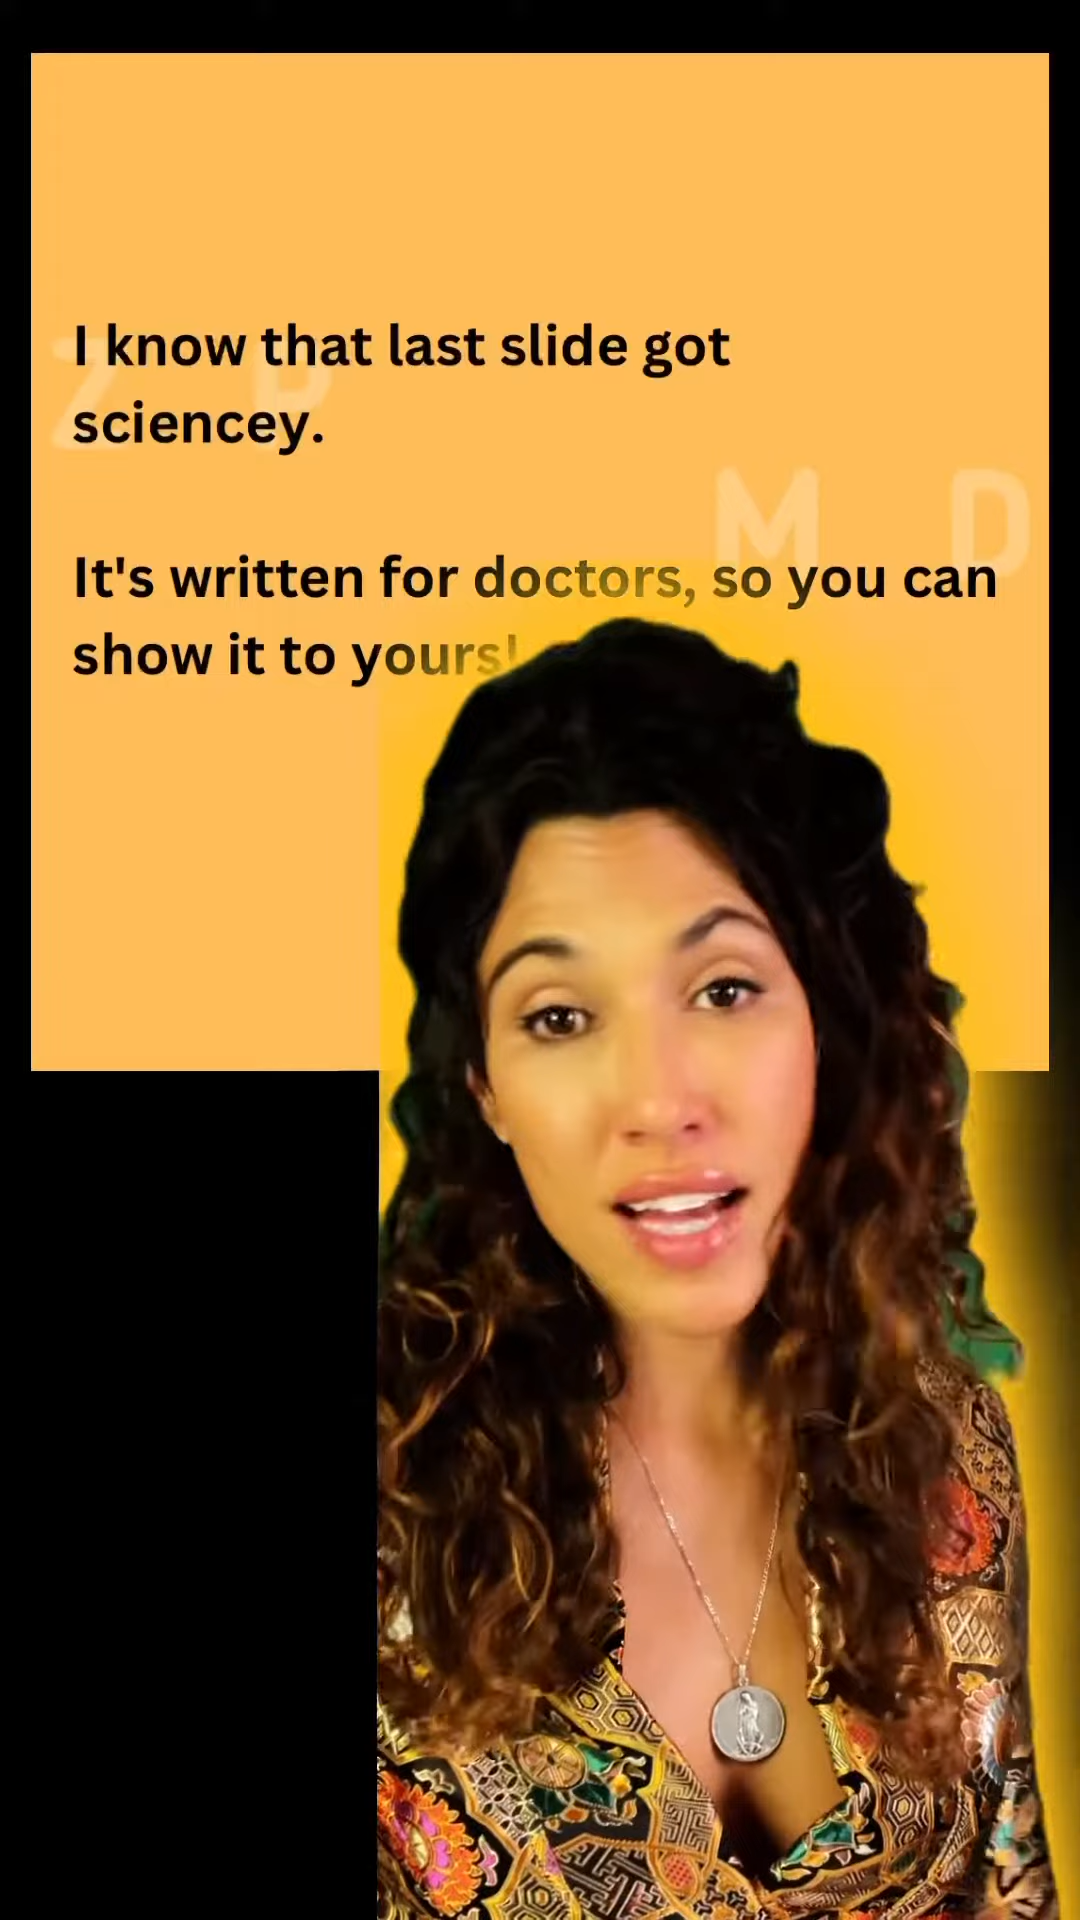 I know that last slide got
sciencey.
Z P
M D
It's written for doctors, so you can
show it to yours!